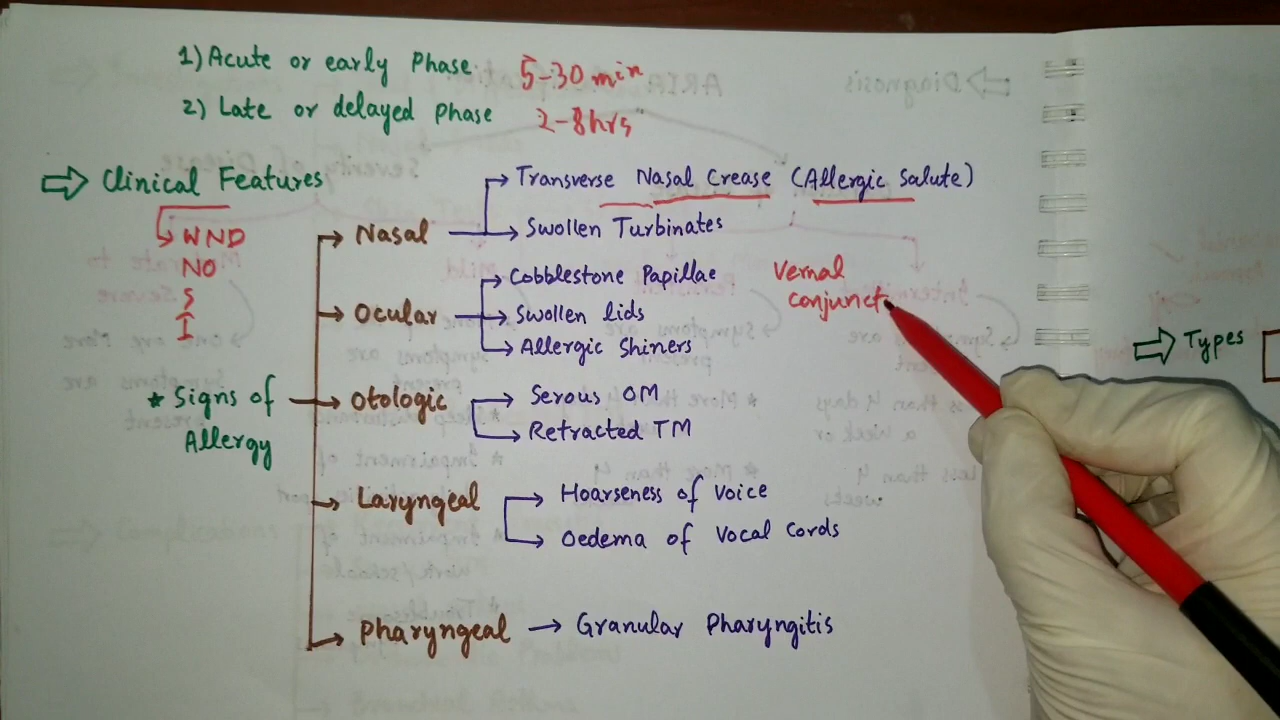 1) Acute or early Phase 5-30 min
2) Late or delayed Phase 2-8hrs
Clinical Features
WND
NO
S
I
* Signs of
Allergy
Nasal
Transverse Nasal Crease (Allergic Salute)
Swollen Turbinates
Ocular
Cobblestone Papillae
Swollen lids
Allergic Shiners
Vernal
conjunct
Otologic
Serous OM
Retracted TM
Laryngeal
Hoarseness of voice
Oedema of Vocal Cords
Pharyngeal
Granular Pharyngitis
Types